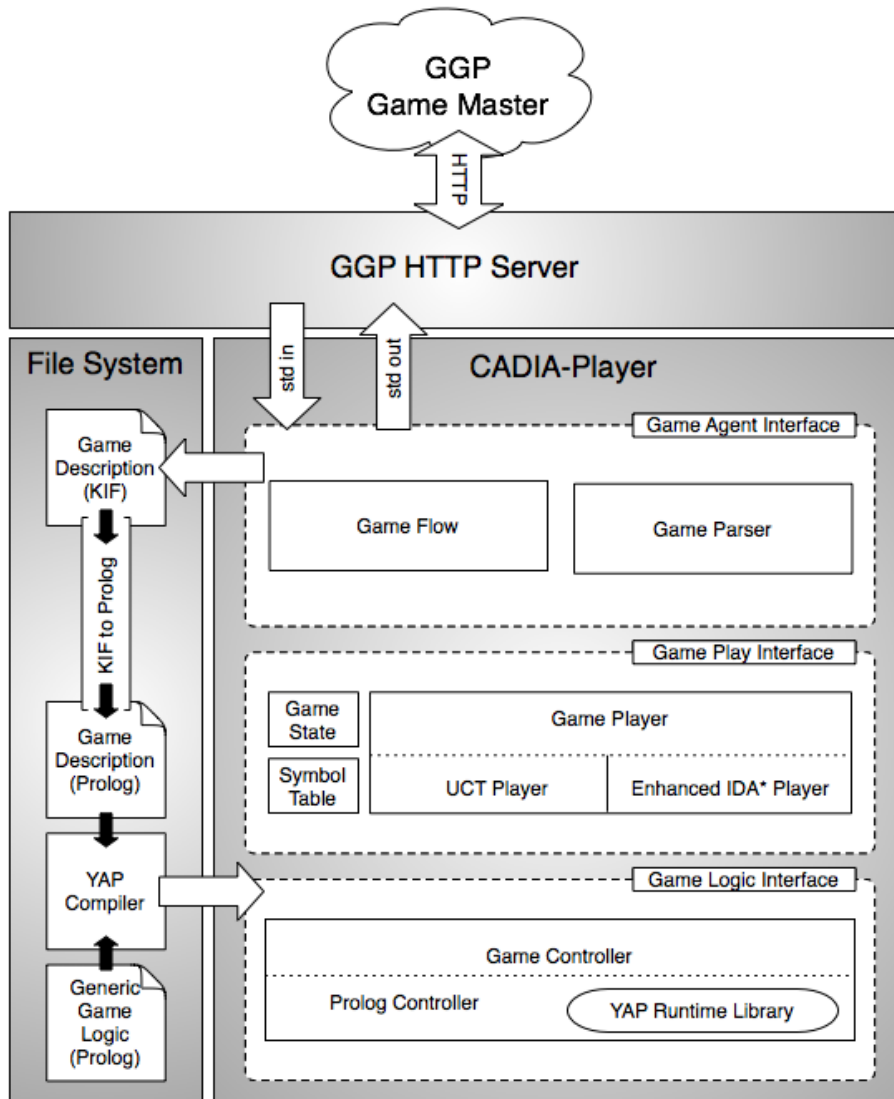 GGP
Game Master
HTTP
GGP HTTP Server
std in
std out
File System
Game
Description
(KIF)
KIF to Prolog
Game
Description
(Prolog)
YAP
Compiler
Generic
Game
Logic
(Prolog)
CADIA-Player
Game Agent Interface
Game Flow
Game Parser
Game Play Interface
Game
State
Symbol
Table
Game Player
UCT Player
Enhanced IDA* Player
Game Logic Interface
Game Controller
Prolog Controller
YAP Runtime Library